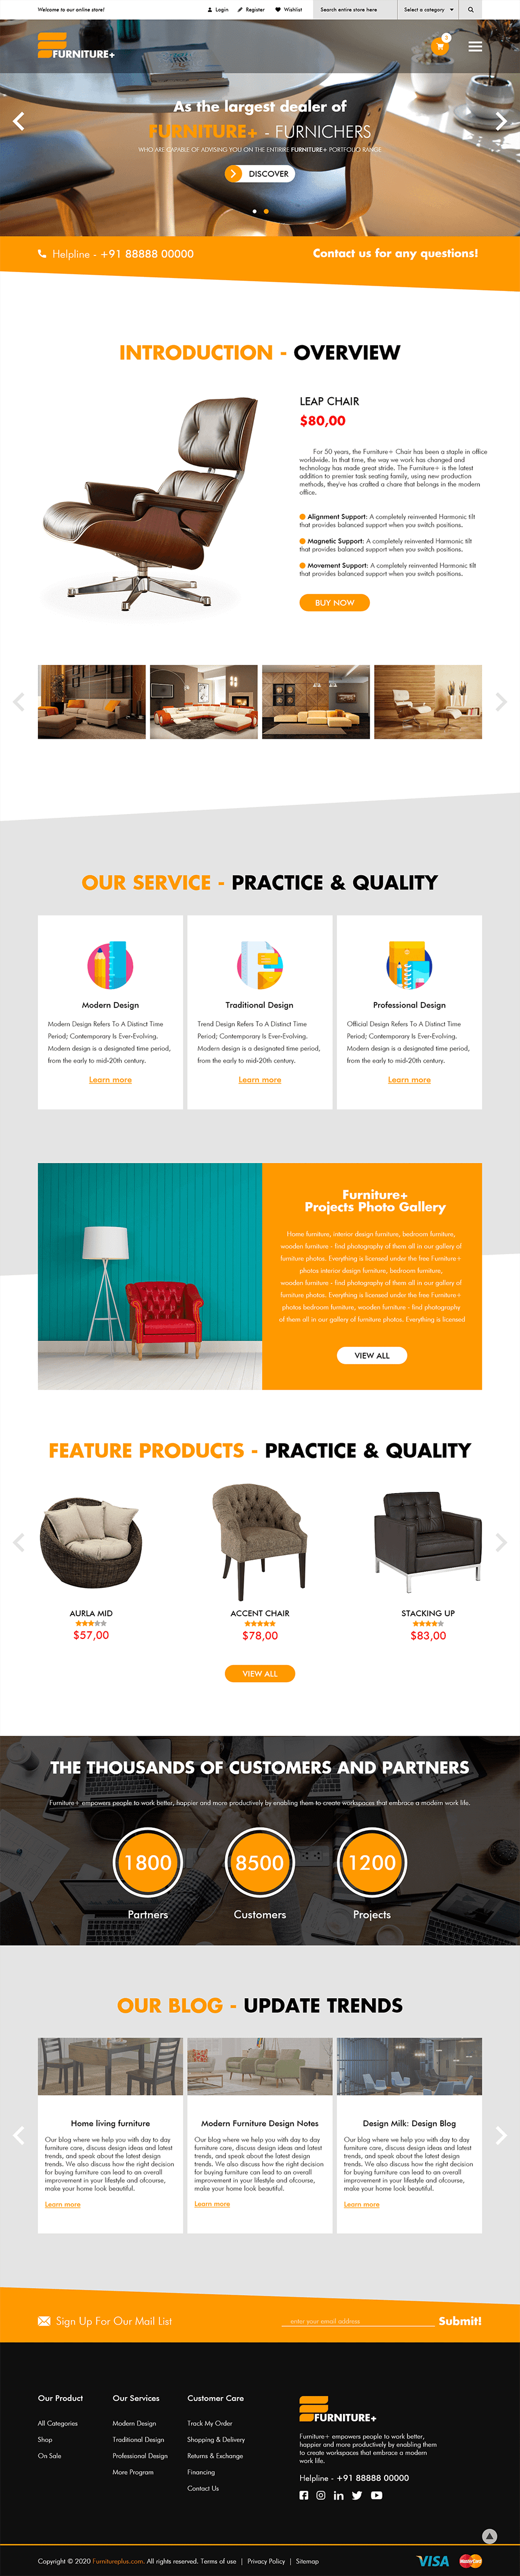 Welcome to our online store!
Login Register Wishlist Search entire store here Select a category
FURNITURE+
0
As the largest dealer of
FURNITURE+ - FURNICHERS
WHO ARE CAPABLE OF ADVISING YOU ON THE ENTIRIRE FURNITURE+ PORTFOLIO RANGE
DISCOVER
Helpline - +91 88888 00000
Contact us for any questions!
INTRODUCTION - OVERVIEW
LEAP CHAIR
$80,00
For 50 years, the Furniture+ Chair has been a staple in office
worldwide. In that time, the way we work has changed and
technology has made great stride. The Furniture+ is the latest
addition to premier task seating family, using new production
methods, they've has crafted a chare that belongs in the modern
office.
Alignment Support: A completely reinvented Harmonic tilt
that provides balanced support when you switch positions.
Magnetic Support: A completely reinvented Harmonic tilt
that provides balanced support when you switch positions.
Movement Support: A completely reinvented Harmonic tilt
that provides balanced support when you switch positions.
BUY NOW
OUR SERVICE - PRACTICE & QUALITY
Modern Design
Modern Design Refers To A Distinct Time
Period; Contemporary Is Ever-Evolving.
Modern design is a designated time period,
from the early to mid-20th century.
Learn more
Traditional Design
Trend Design Refers To A Distinct Time
Period; Contemporary Is Ever-Evolving.
Modern design is a designated time period,
from the early to mid-20th century.
Learn more
Professional Design
Official Design Refers To A Distinct Time
Period; Contemporary Is Ever-Evolving.
Modern design is a designated time period,
from the early to mid-20th century.
Learn more
Furniture+
Projects Photo Gallery
Home furniture, interior design furniture, bedroom furniture,
wooden furniture - find photography of them all in our gallery of
furniture photos. Everything is licensed under the free Furniture+
photos interior design furniture, bedroom furniture,
wooden furniture - find photography of them all in our gallery of
furniture photos. Everything is licensed under the free Furniture+
photos bedroom furniture, wooden furniture - find photography
of them all in our gallery of furniture photos. Everything is licensed
VIEW ALL
FEATURE PRODUCTS - PRACTICE & QUALITY
AURLA MID
$57,00
ACCENT CHAIR
$78,00
STACKING UP
$83,00
VIEW ALL
THE THOUSANDS OF CUSTOMERS AND PARTNERS
Furniture+ empowers people to work better, happier and more productively by enabling them to create workspaces that embrace a modern work life.
1800 8500 1200
Partners Customers Projects
OUR BLOG - UPDATE TRENDS
Home living furniture
Our blog where we help you with day to day
furniture care, discuss design ideas and latest
trends, and speak about the latest design
trends. We also discuss how the right decision
for buying furniture can lead to an overall
improvement in your lifestyle and ofcourse,
make your home look beautiful.
Learn more
Modern Furniture Design Notes
Our blog where we help you with day to day
furniture care, discuss design ideas and latest
trends, and speak about the latest design
trends. We also discuss how the right decision
for buying furniture can lead to an overall
improvement in your lifestyle and ofcourse,
make your home look beautiful.
Learn more
Design Milk: Design Blog
Our blog where we help you with day to day
furniture care, discuss design ideas and latest
trends, and speak about the latest design
trends. We also discuss how the right decision
for buying furniture can lead to an overall
improvement in your lifestyle and ofcourse,
make your home look beautiful.
Learn more
Sign Up For Our Mail List
enter your email address
Submit!
Our Product
All Categories
Shop
On Sale
Our Services
Modern Design
Traditional Design
Professional Design
More Program
Customer Care
Track My Order
Shopping & Delivery
Returns & Exchange
Financing
Contact Us
FURNITURE+
Furniture+ empowers people to work better,
happier and more productively by enabling them
to create workspaces that embrace a modern
work life.
Helpline - +91 88888 00000
Copyright © 2020 Furnitureplus.com. All rights reserved. Terms of use | Privacy Policy | Sitemap
VISA MasterCard